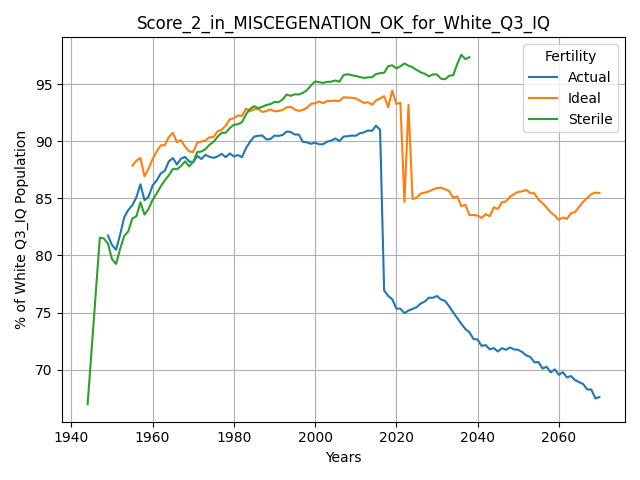 Score_2_in_MISCEGENATION_OK_for_White_Q3_IQ
% of White Q3_IQ Population
95
90
85
80
75
70
Fertility
Actual
Ideal
Sterile
1940
1960
1980
2000
2020
2040
2060
Years